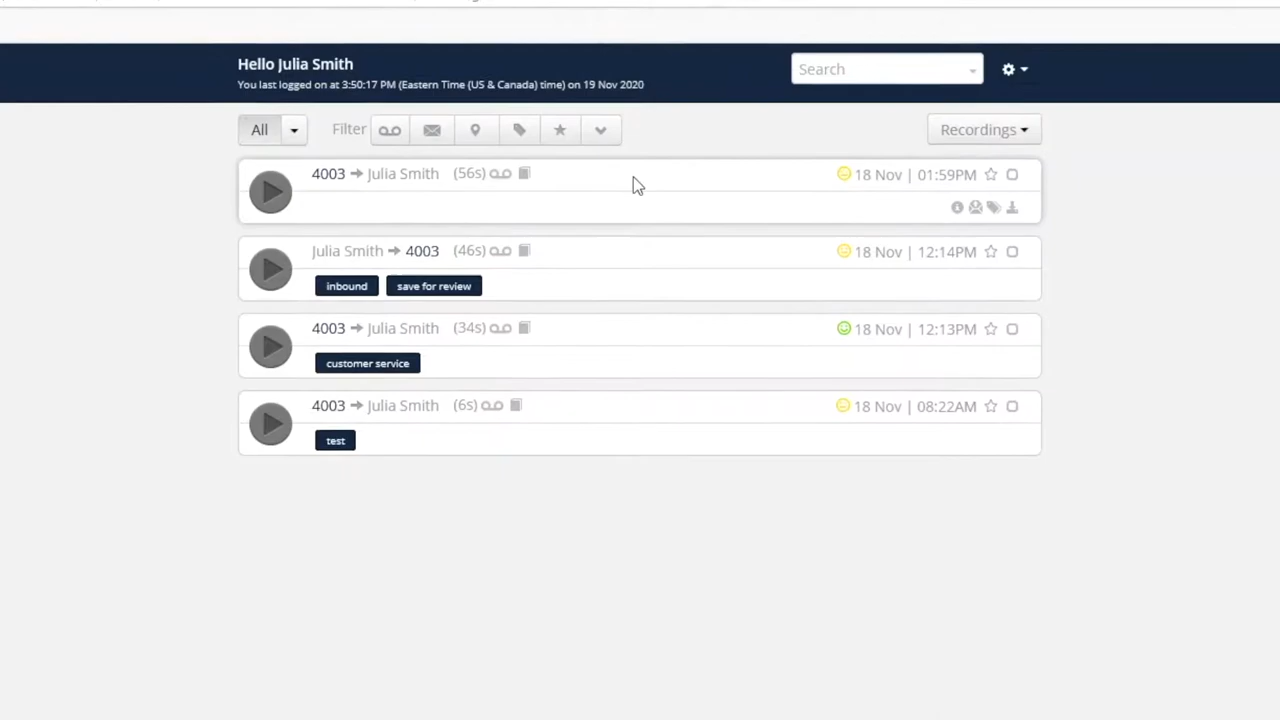 Hello Julia Smith
You last logged on at 3:50:17 PM (Eastern Time (US & Canada) time) on 19 Nov 2020
Search
All Filter Recordings
4003 → Julia Smith (56s) 18 Nov | 01:59PM
Julia Smith → 4003 (46s) 18 Nov | 12:14PM
inbound save for review
4003 → Julia Smith (34s) 18 Nov | 12:13PM
customer service
4003 → Julia Smith (6s) 18 Nov | 08:22AM
test